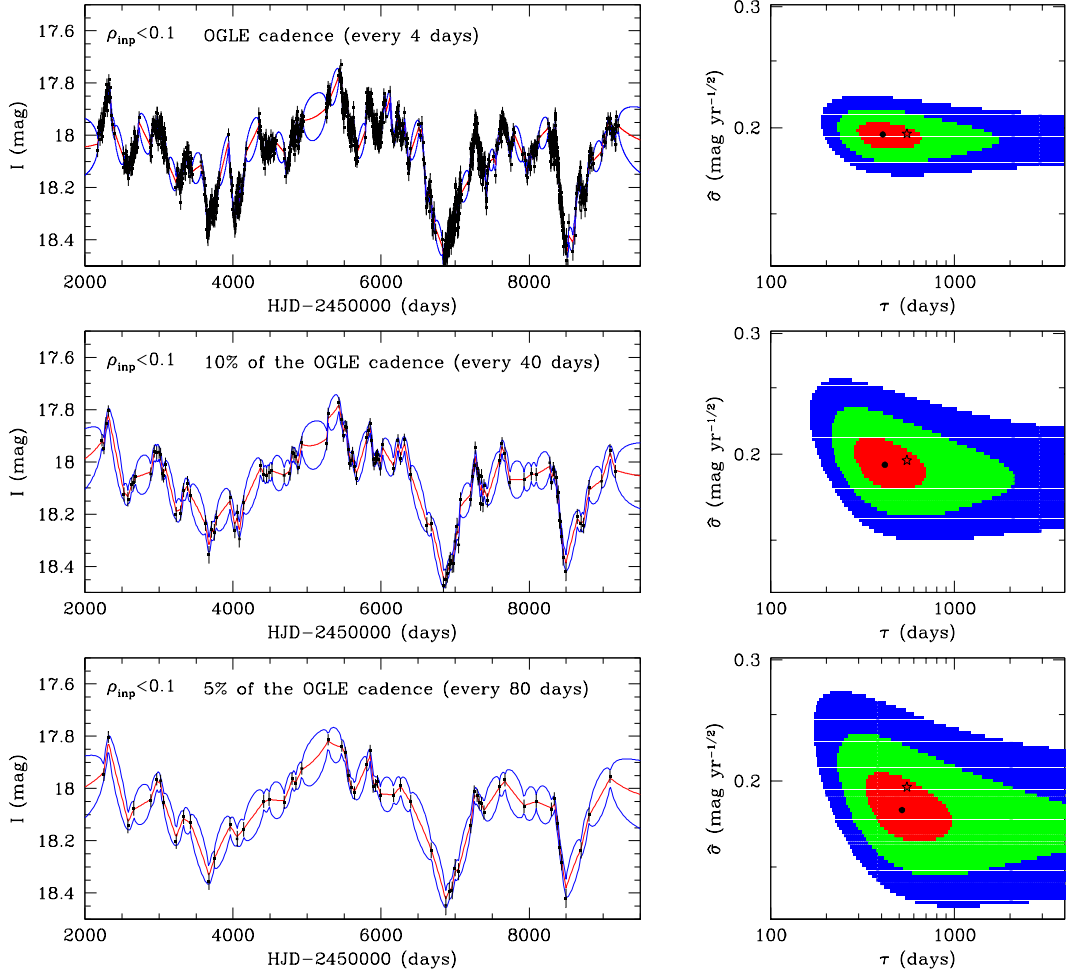 ρinp<0.1 OGLE cadence (every 4 days)
I (mag)
17.6
17.8
18
18.2
18.4
2000 4000 6000 8000
HJD−2450000 (days)
σ̂ (mag yr−1/2)
0.3
0.2
100 1000
τ (days)
ρinp<0.1 10% of the OGLE cadence (every 40 days)
I (mag)
17.6
17.8
18
18.2
18.4
2000 4000 6000 8000
HJD−2450000 (days)
σ̂ (mag yr−1/2)
0.3
0.2
100 1000
τ (days)
ρinp<0.1 5% of the OGLE cadence (every 80 days)
I (mag)
17.6
17.8
18
18.2
18.4
2000 4000 6000 8000
HJD−2450000 (days)
σ̂ (mag yr−1/2)
0.3
0.2
100 1000
τ (days)